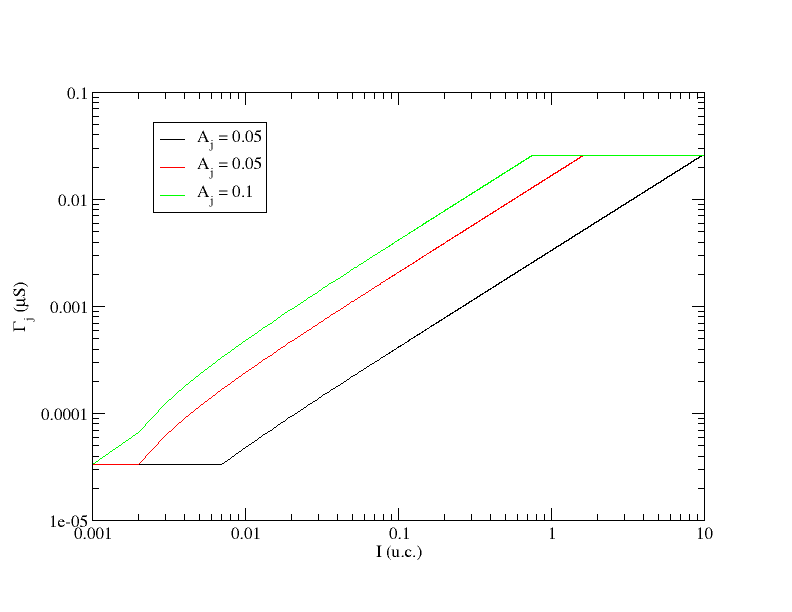 0.1
A_j = 0.05
A_j = 0.05
A_j = 0.1
0.01
0.001
0.0001
1e-05
Γ_j (μS)
0.001 0.01 0.1 1 10
I (u.c.)